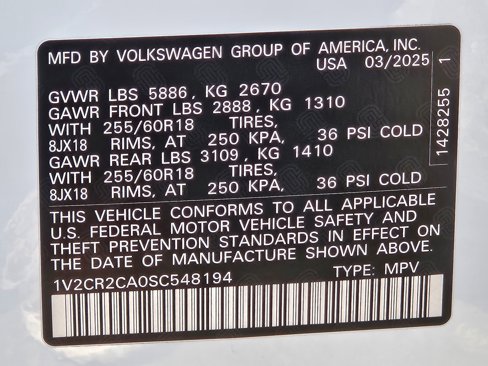 MFD BY VOLKSWAGEN GROUP OF AMERICA, INC.
USA 03/2025
GVWR LBS 5886, KG 2670
GAWR FRONT LBS 2888, KG 1310
WITH 255/60R18 TIRES,
8JX18 RIMS, AT 250 KPA, 36 PSI COLD
GAWR REAR LBS 3109, KG 1410
WITH 255/60R18 TIRES,
8JX18 RIMS, AT 250 KPA, 36 PSI COLD
1428255 1
THIS VEHICLE CONFORMS TO ALL APPLICABLE
U.S. FEDERAL MOTOR VEHICLE SAFETY AND
THEFT PREVENTION STANDARDS IN EFFECT ON
THE DATE OF MANUFACTURE SHOWN ABOVE.
1V2CR2CA0SC548194 TYPE: MPV